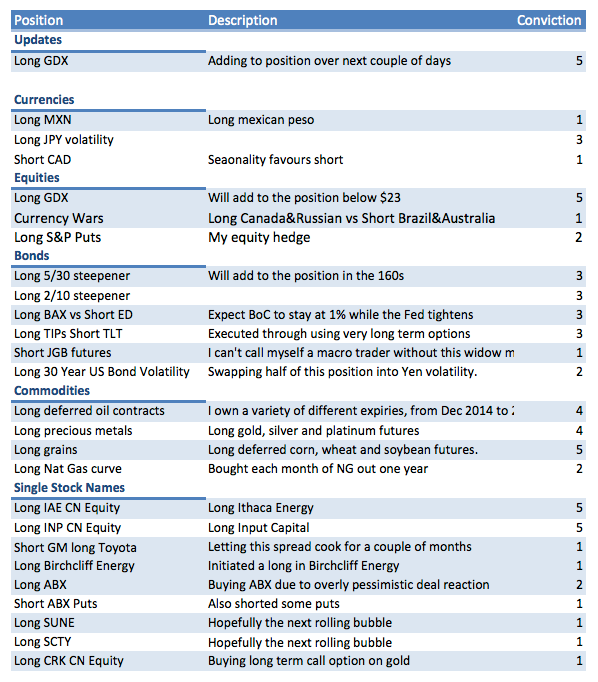 Position Description Conviction
Updates
Long GDX Adding to position over next couple of days 5
Currencies
Long MXN Long mexican peso 1
Long JPY volatility 3
Short CAD Seaonality favours short 1
Equities
Long GDX Will add to the position below $23 5
Currency Wars Long Canada&Russian vs Short Brazil&Australia 1
Long S&P Puts My equity hedge 2
Bonds
Long 5/30 steepener Will add to the position in the 160s 3
Long 2/10 steepener 3
Long BAX vs Short ED Expect BoC to stay at 1% while the Fed tightens 3
Long TIPs Short TLT Executed through using very long term options 3
Short JGB futures I can't call myself a macro trader without this widow m 1
Long 30 Year US Bond Volatility Swapping half of this position into Yen volatility. 2
Commodities
Long deferred oil contracts I own a variety of different expiries, from Dec 2014 to 4
Long precious metals Long gold, silver and platinum futures 4
Long grains Long deferred corn, wheat and soybean futures. 5
Long Nat Gas curve Bought each month of NG out one year 2
Single Stock Names
Long IAE CN Equity Long Ithaca Energy 5
Long INP CN Equity Long Input Capital 5
Short GM long Toyota Letting this spread cook for a couple of months 1
Long Birchcliff Energy Initiated a long in Birchcliff Energy 1
Long ABX Buying ABX due to overly pessimistic deal reaction 2
Short ABX Puts Also shorted some puts 1
Long SUNE Hopefully the next rolling bubble 1
Long SCTY Hopefully the next rolling bubble 1
Long CRK CN Equity Buying long term call option on gold 1